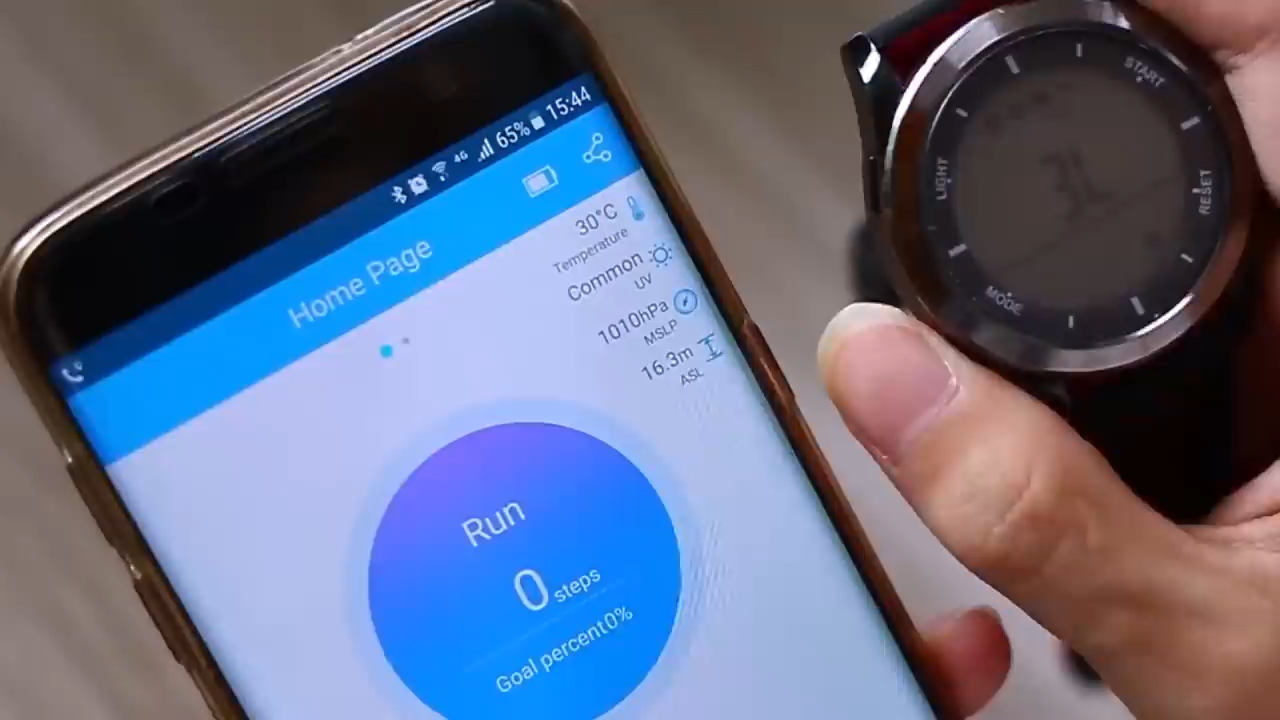 4G 65% 15:44
Home Page
30°C
Temperature
Common
UV
1010hPa
MSLP
16.3m
ASL
Run
0 steps
Goal percent0%
START
LIGHT
RESET
MODE